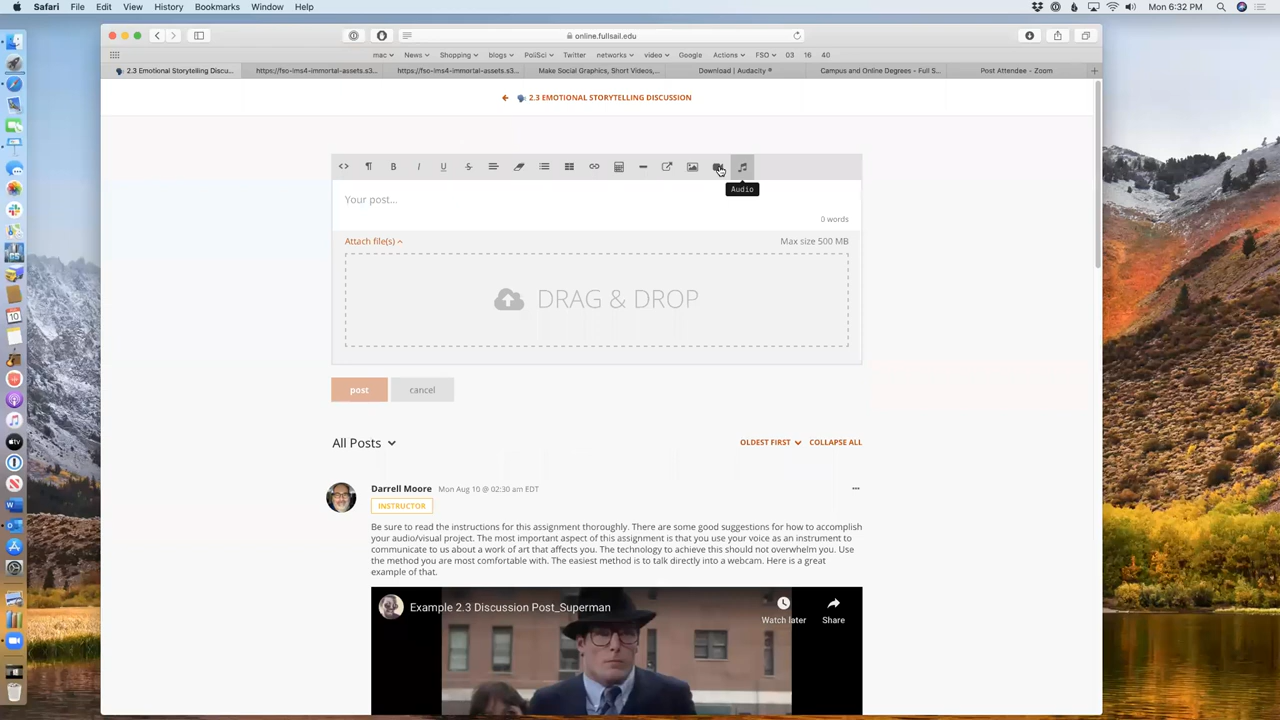 Safari File Edit View History Bookmarks Window Help Mon 6:32 PM
online.fullsail.edu
mac News Shopping blogs PoliSci Twitter networks video Google Actions FSO 03 16 40
2.3 Emotional Storytelling Discu... https://fso-lms4-immortal-assets.s3... https://fso-lms4-immortal-assets.s3... Make Social Graphics, Short Videos,... Download | Audacity ® Campus and Online Degrees - Full S... Post Attendee - Zoom
2.3 EMOTIONAL STORYTELLING DISCUSSION
B I U S
Audio
Your post...
0 words
Attach file(s) Max size 500 MB
DRAG & DROP
post cancel
All Posts OLDEST FIRST COLLAPSE ALL
Darrell Moore Mon Aug 10 @ 02:30 am EDT
INSTRUCTOR
Be sure to read the instructions for this assignment thoroughly. There are some good suggestions for how to accomplish
your audio/visual project. The most important aspect of this assignment is that you use your voice as an instrument to
communicate to us about a work of art that affects you. The technology to achieve this should not overwhelm you. Use
the method you are most comfortable with. The easiest method is to talk directly into a webcam. Here is a great
example of that.
Example 2.3 Discussion Post_Superman
Watch later Share